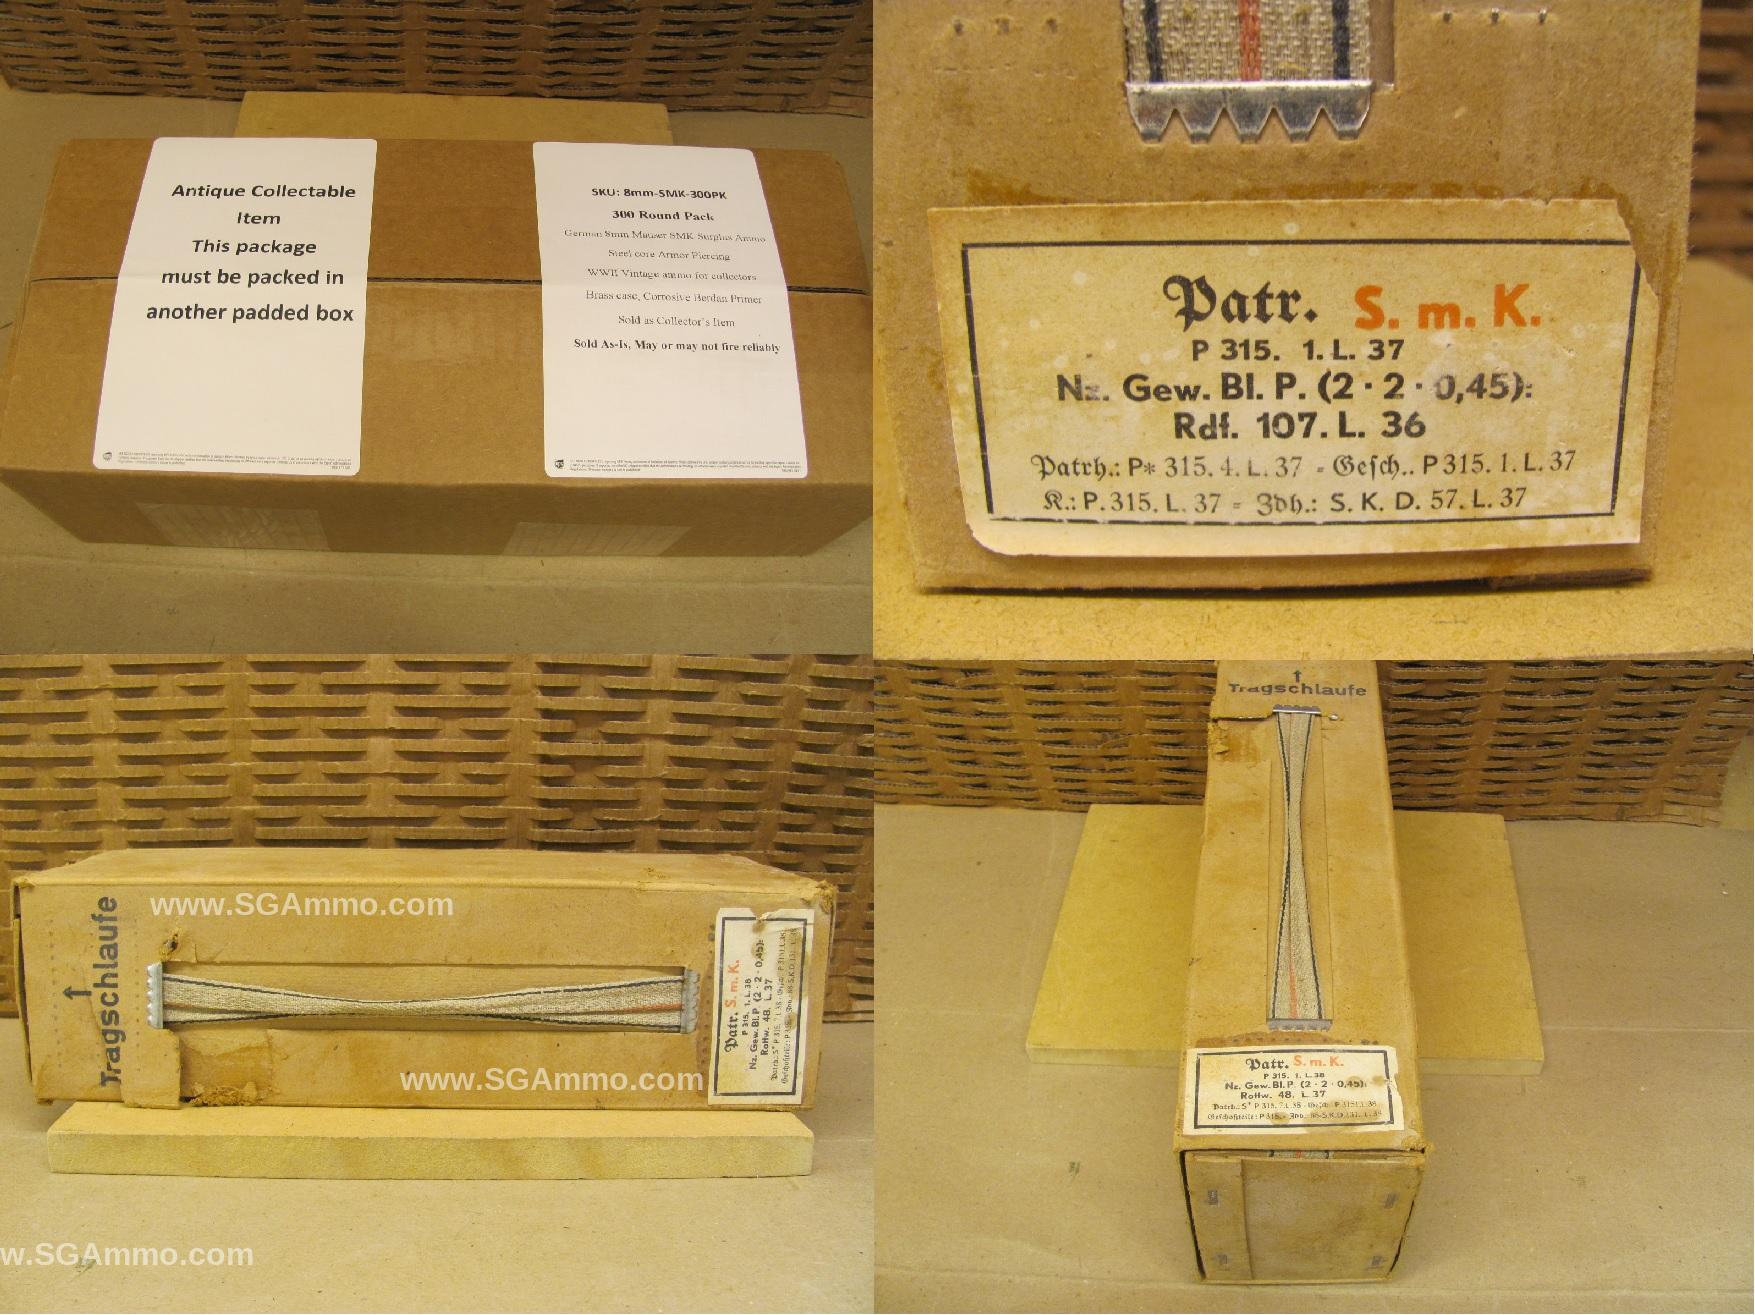 Antique Collectable
Item
This package
must be packed in
another padded box
SKU: 8mm-SMK-300PK
300 Round Pack
German 8mm Mauser SMK Surplus Ammo
Steel core Armor Piercing
WWII Vintage ammo for collectors
Brass case, Corrosive Berdan Primer
Sold as Collector's Item
Sold As-Is, May or may not fire reliably
Patr. S. m. K.
P 315. 1. L. 37
Nz. Gew. Bl. P. (2 · 2 · 0,45):
Rdf. 107. L. 36
Patrh.: P* 315. 4. L. 37 - Gesch.. P 315. 1. L. 37
K.: P. 315. L. 37 - Zdh.: S. K. D. 57. L. 37
www.SGAmmo.com
Tragschlaufe
Patr. S. m. K.
P 315. 1. L. 38
Nz. Gew. Bl. P. (2 · 2 · 0,45):
Rottw. 48. L. 37
www.SGAmmo.com
w.SGAmmo.com
Tragschlaufe
Patr. S. m. K.
P 315. 1. L. 38
Nz. Gew. Bl. P. (2 · 2 · 0,45):
Rottw. 48. L. 37